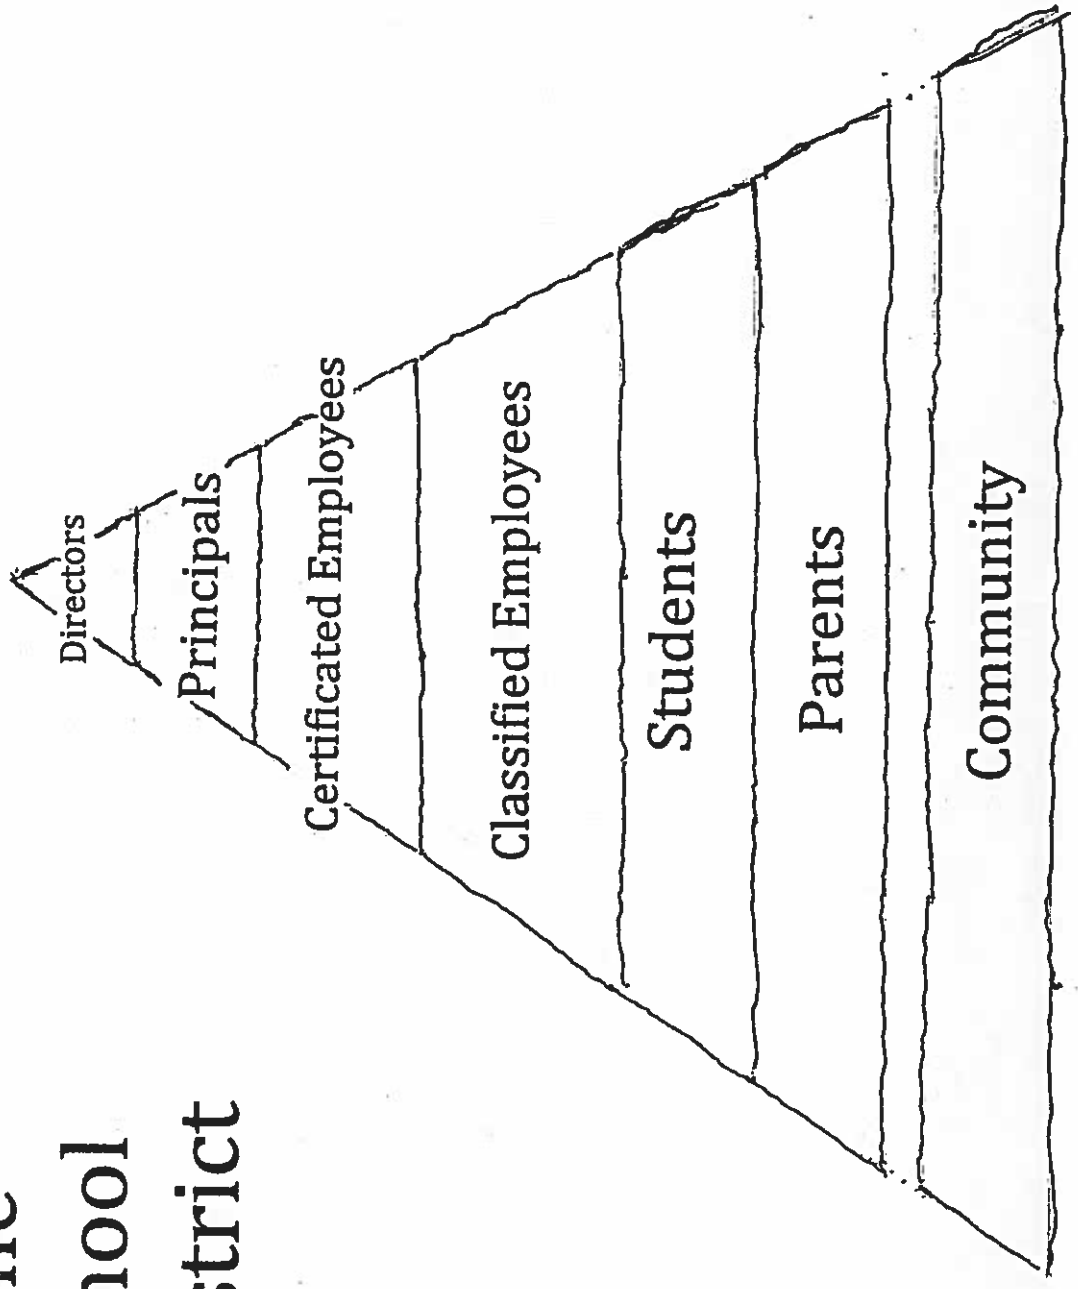 Directors
Principals
Certificated Employees
Classified Employees
Students
Parents
Community